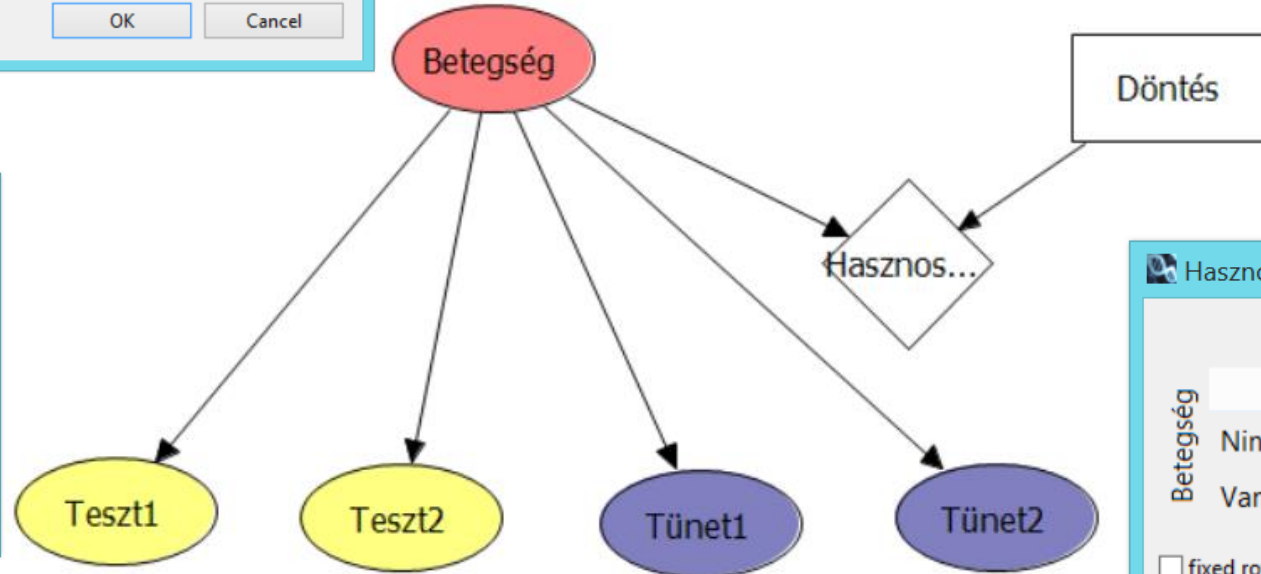 OK Cancel
Betegség
Döntés
Hasznos...
Teszt1
Teszt2
Tünet1
Tünet2
Betegség